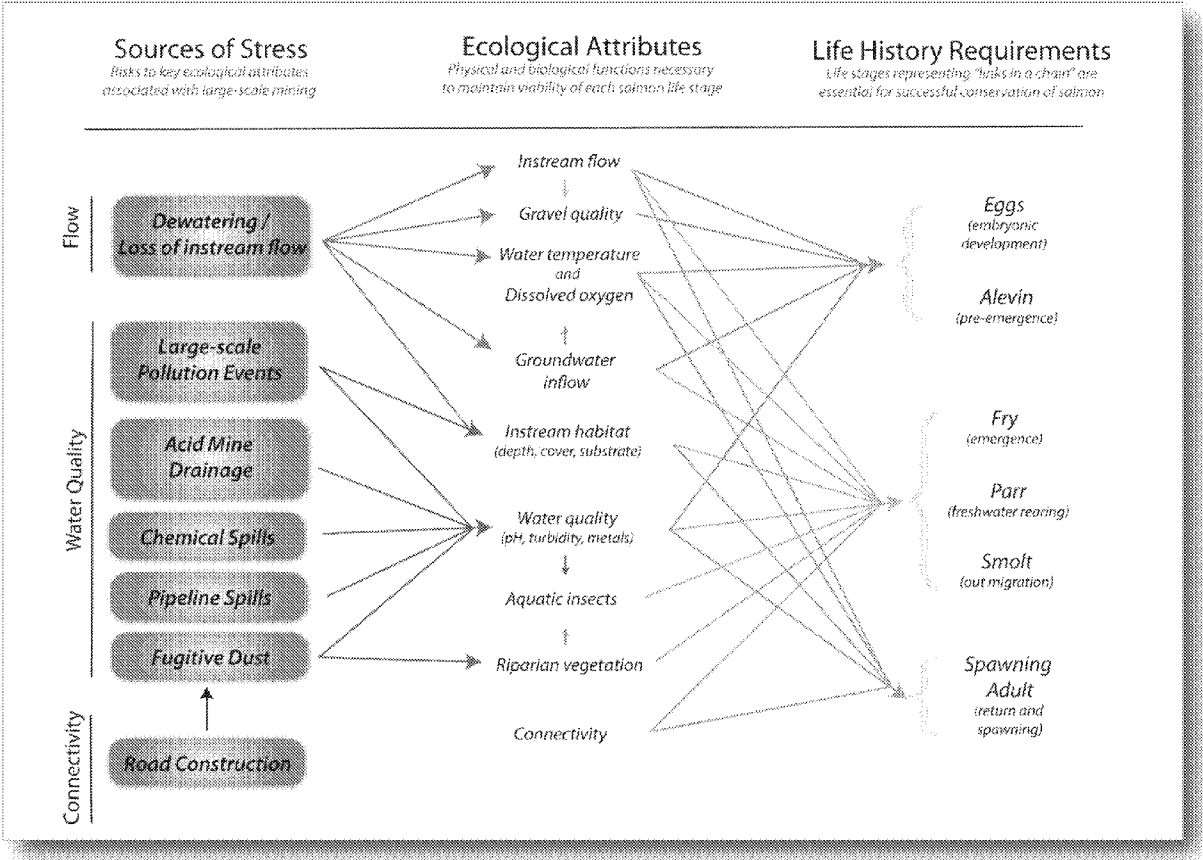 Sources of Stress
Risks to key ecological attributes
associated with large-scale mining
Ecological Attributes
Physical and biological functions necessary
to maintain viability of each salmon life stage
Life History Requirements
Life stages representing "links in a chain" are
essential for successful conservation of salmon
Flow
Dewatering /
Loss of instream flow
Water Quality
Large-scale
Pollution Events
Acid Mine
Drainage
Chemical Spills
Pipeline Spills
Fugitive Dust
Connectivity
Road Construction
Instream flow
Gravel quality
Water temperature
and
Dissolved oxygen
Groundwater
inflow
Instream habitat
(depth, cover, substrate)
Water quality
(pH, turbidity, metals)
Aquatic insects
Riparian vegetation
Connectivity
Eggs
(embryonic
development)
Alevin
(pre-emergence)
Fry
(emergence)
Parr
(freshwater rearing)
Smolt
(out migration)
Spawning
Adult
(return and
spawning)